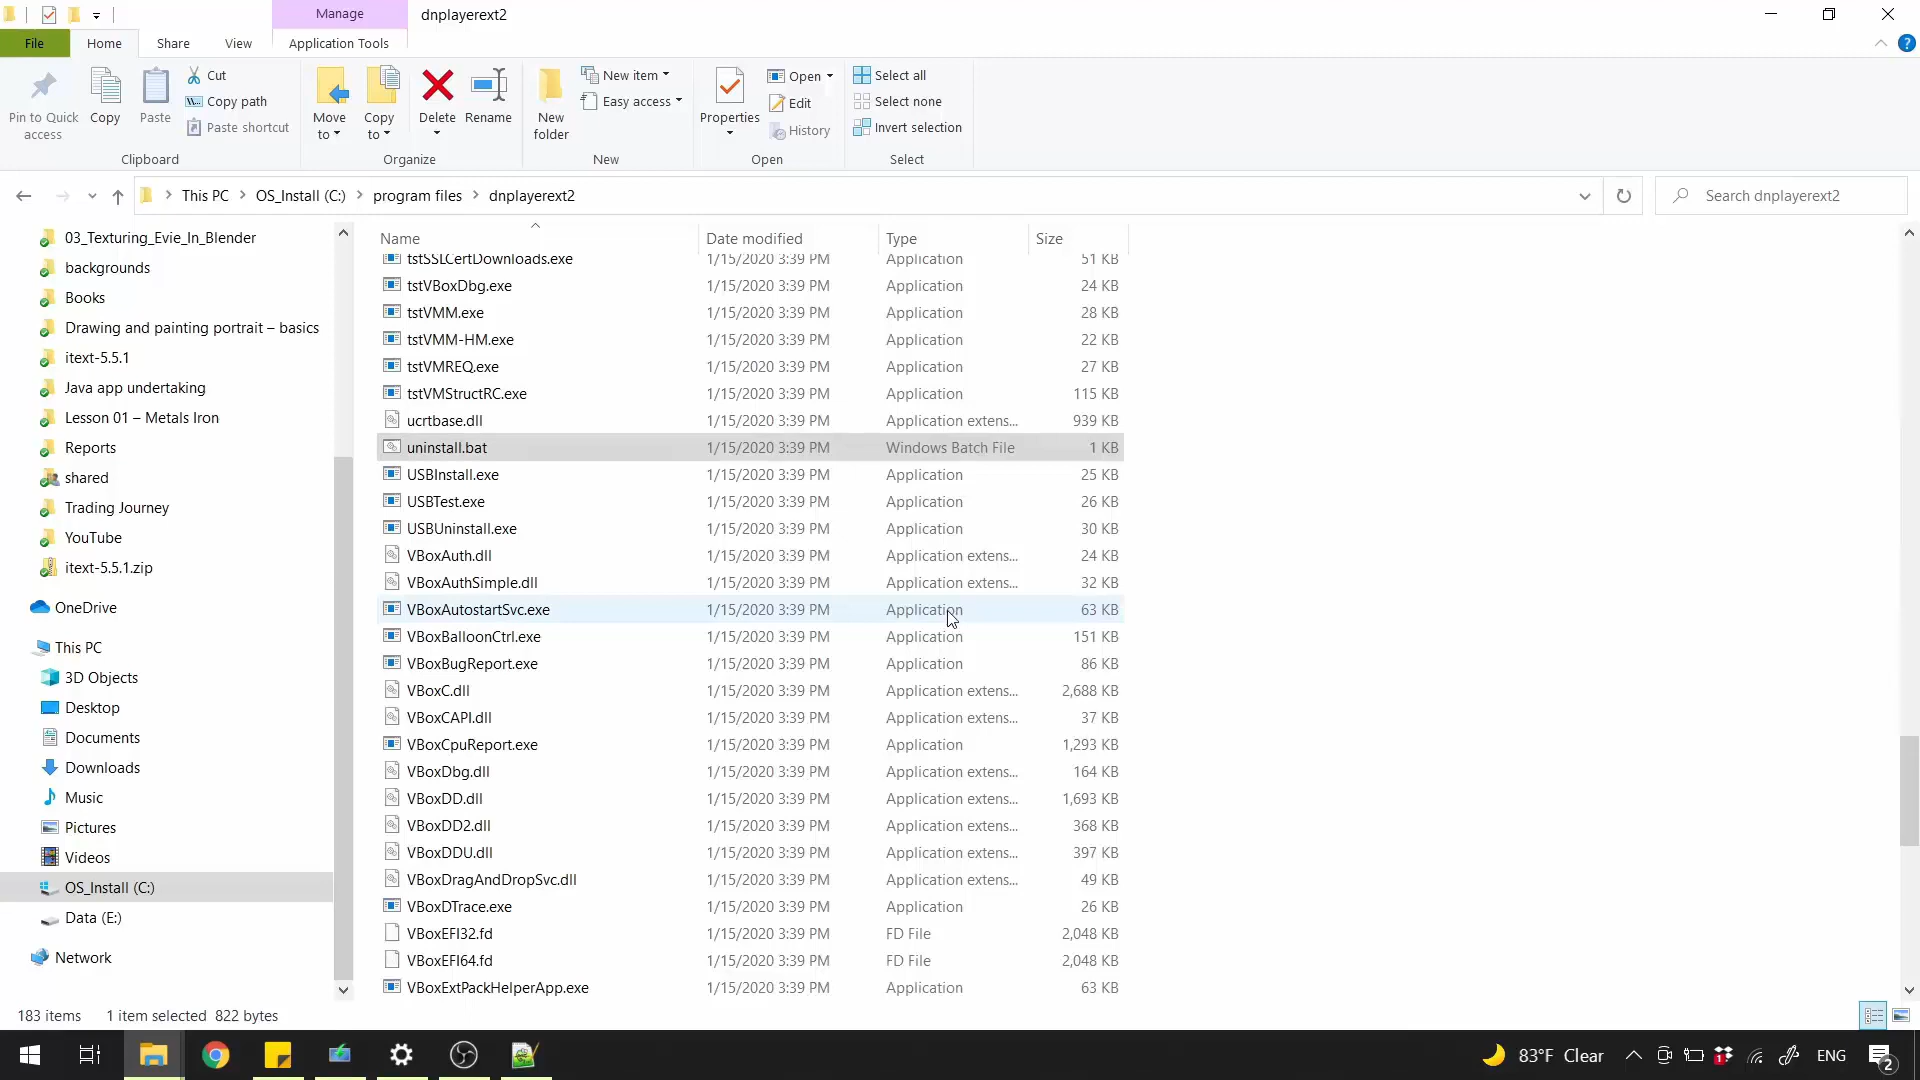 Manage
dnplayerext2
File
Home
Share
View
Application Tools
Pin to Quick
access
Copy
Paste
Cut
Copy path
Paste shortcut
Clipboard
Move
to
Copy
to
Delete
Rename
Organize
New
folder
New item
Easy access
New
Properties
Open
Edit
History
Open
Select all
Select none
Invert selection
Select
This PC
OS_Install (C:)
program files
dnplayerext2
Search dnplayerext2
03_Texturing_Evie_In_Blender
backgrounds
Books
Drawing and painting portrait – basics
itext-5.5.1
Java app undertaking
Lesson 01 – Metals Iron
Reports
shared
Trading Journey
YouTube
itext-5.5.1.zip
OneDrive
This PC
3D Objects
Desktop
Documents
Downloads
Music
Pictures
Videos
OS_Install (C:)
Data (E:)
Network
Name Date modified Type Size
tstSSLCertDownloads.exe 1/15/2020 3:39 PM Application 51 KB
tstVBoxDbg.exe 1/15/2020 3:39 PM Application 24 KB
tstVMM.exe 1/15/2020 3:39 PM Application 28 KB
tstVMM-HM.exe 1/15/2020 3:39 PM Application 22 KB
tstVMREQ.exe 1/15/2020 3:39 PM Application 27 KB
tstVMStructRC.exe 1/15/2020 3:39 PM Application 115 KB
ucrtbase.dll 1/15/2020 3:39 PM Application extens... 939 KB
uninstall.bat 1/15/2020 3:39 PM Windows Batch File 1 KB
USBInstall.exe 1/15/2020 3:39 PM Application 25 KB
USBTest.exe 1/15/2020 3:39 PM Application 26 KB
USBUninstall.exe 1/15/2020 3:39 PM Application 30 KB
VBoxAuth.dll 1/15/2020 3:39 PM Application extens... 24 KB
VBoxAuthSimple.dll 1/15/2020 3:39 PM Application extens... 32 KB
VBoxAutostartSvc.exe 1/15/2020 3:39 PM Application 63 KB
VBoxBalloonCtrl.exe 1/15/2020 3:39 PM Application 151 KB
VBoxBugReport.exe 1/15/2020 3:39 PM Application 86 KB
VBoxC.dll 1/15/2020 3:39 PM Application extens... 2,688 KB
VBoxCAPI.dll 1/15/2020 3:39 PM Application extens... 37 KB
VBoxCpuReport.exe 1/15/2020 3:39 PM Application 1,293 KB
VBoxDbg.dll 1/15/2020 3:39 PM Application extens... 164 KB
VBoxDD.dll 1/15/2020 3:39 PM Application extens... 1,693 KB
VBoxDD2.dll 1/15/2020 3:39 PM Application extens... 368 KB
VBoxDDU.dll 1/15/2020 3:39 PM Application extens... 397 KB
VBoxDragAndDropSvc.dll 1/15/2020 3:39 PM Application extens... 49 KB
VBoxDTrace.exe 1/15/2020 3:39 PM Application 26 KB
VBoxEFI32.fd 1/15/2020 3:39 PM FD File 2,048 KB
VBoxEFI64.fd 1/15/2020 3:39 PM FD File 2,048 KB
VBoxExtPackHelperApp.exe 1/15/2020 3:39 PM Application 63 KB
183 items 1 item selected 822 bytes
83°F Clear
ENG
2